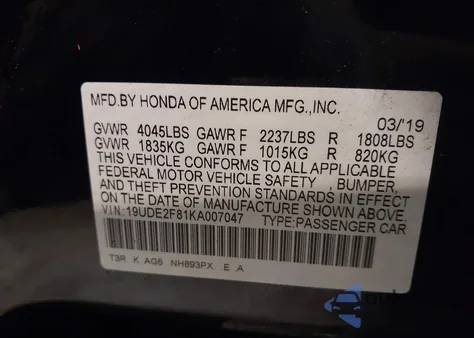 MFD.BY HONDA OF AMERICA MFG.,INC.
03/'19
GVWR 4045LBS GAWR F 2237LBS R 1808LBS
GVWR 1835KG GAWR F 1015KG R 820KG
THIS VEHICLE CONFORMS TO ALL APPLICABLE
FEDERAL MOTOR VEHICLE SAFETY , BUMPER,
AND THEFT PREVENTION STANDARDS IN EFFECT
ON THE DATE OF MANUFACTURE SHOWN ABOVE.
VIN:19UDE2F81KA007047 TYPE:PASSENGER CAR
T3R K AG6 NH893PX E A